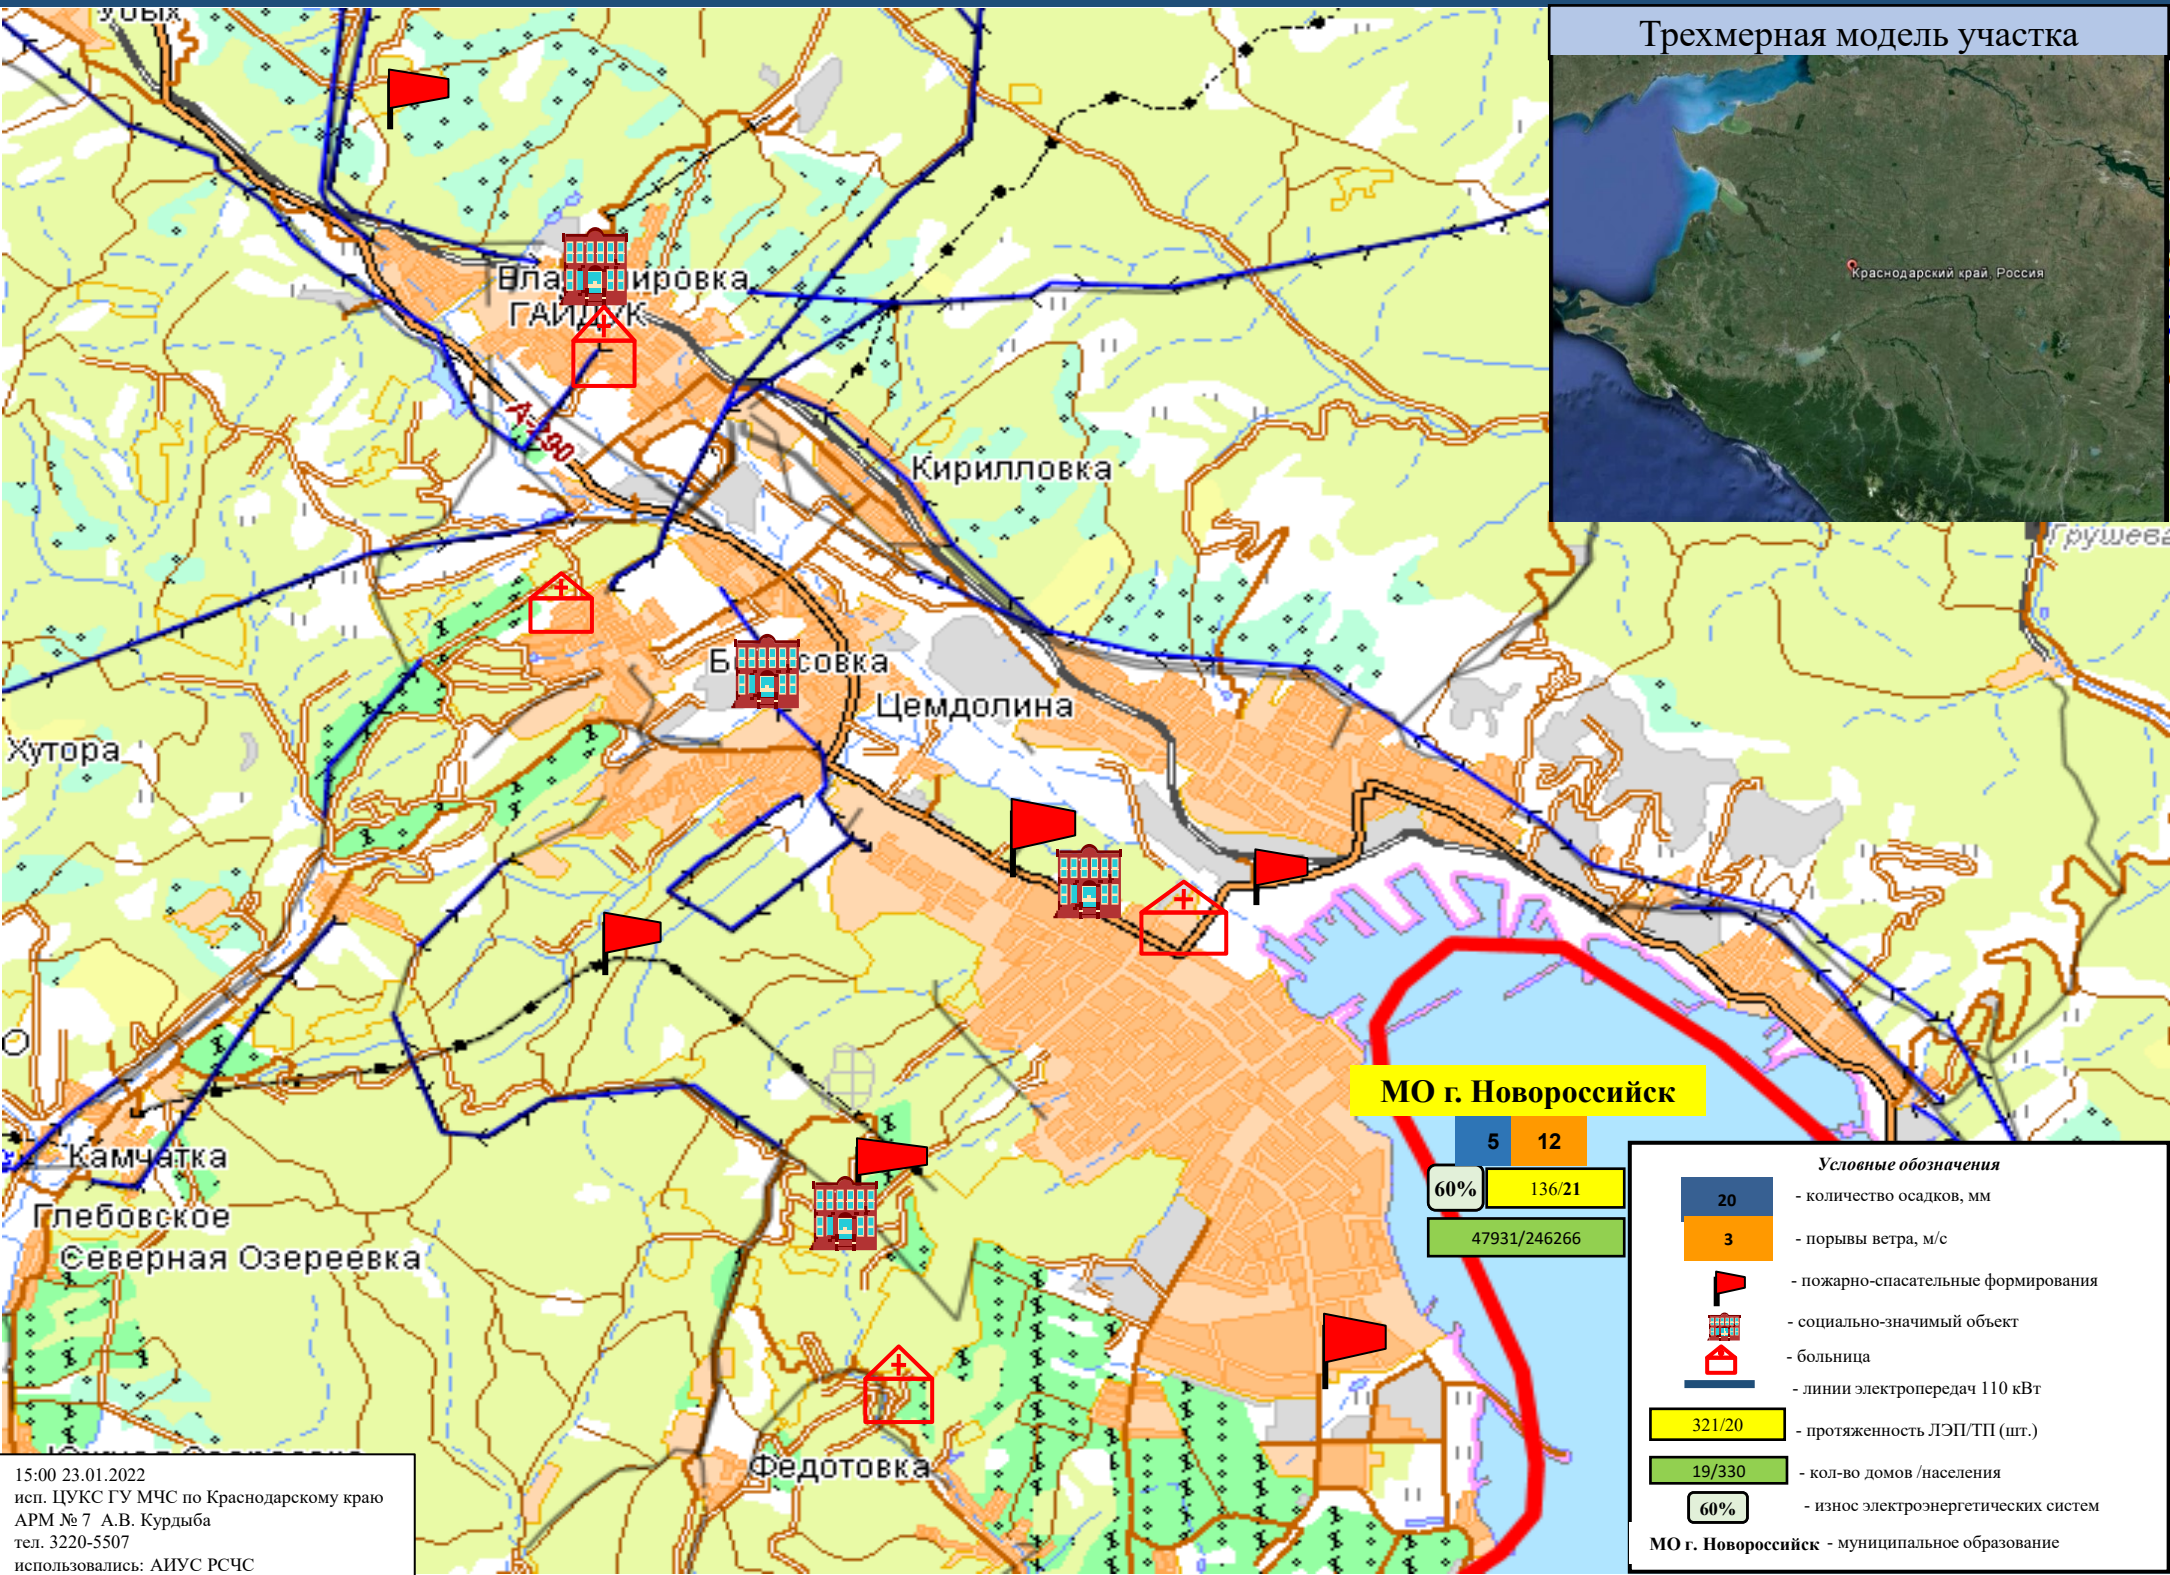 Трехмерная модель участка
Краснодарский край, Россия
ГАЙДУК
А-290
Кирилловка
Грушева
Цемдолина
Хутора
МО г. Новороссийск
5 12
60% 136/21
47931/246266
Камчатка
Глебовское
Северная Озереевка
Федотовка
Условные обозначения
20 - количество осадков, мм
3 - порывы ветра, м/с
- пожарно-спасательные формирования
- социально-значимый объект
- больница
- линии электропередач 110 кВт
321/20 - протяженность ЛЭП/ТП (шт.)
19/330 - кол-во домов /населения
60% - износ электроэнергетических систем
МО г. Новороссийск - муниципальное образование
15:00 23.01.2022
исп. ЦУКС ГУ МЧС по Краснодарскому краю
АРМ № 7 А.В. Курдыба
тел. 3220-5507
использовались: АИУС РСЧС